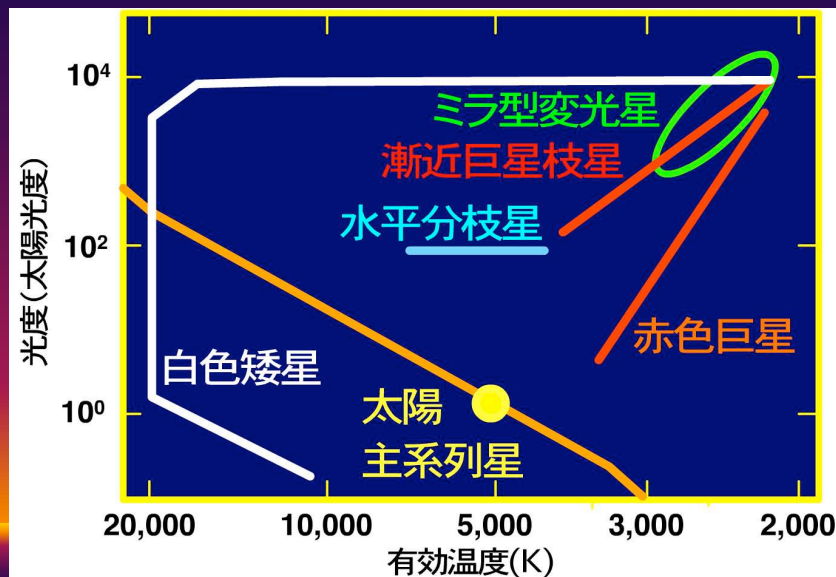 10⁴
ミラ型変光星
漸近巨星枝星
水平分枝星
10²
光度(太陽光度)
赤色巨星
白色矮星
太陽
10⁰
主系列星
20,000 10,000 5,000 3,000 2,000
有効温度(K)